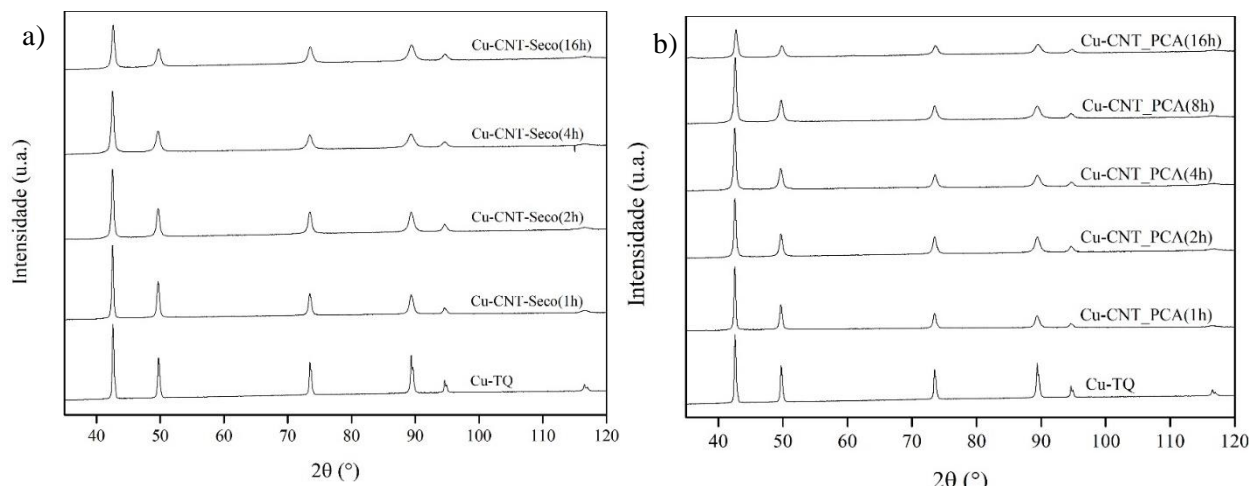 a)
Intensidade (u.a.)
Cu-CNT-Seco(16h)
Cu-CNT-Seco(4h)
Cu-CNT-Seco(2h)
Cu-CNT-Seco(1h)
Cu-TQ
40 50 60 70 80 90 100 110 120
2θ (°)
b)
Intensidade (u.a.)
Cu-CNT_PCA(16h)
Cu-CNT_PCA(8h)
Cu-CNT_PCA(4h)
Cu-CNT_PCA(2h)
Cu-CNT_PCA(1h)
Cu-TQ
40 50 60 70 80 90 100 110 120
2θ (°)